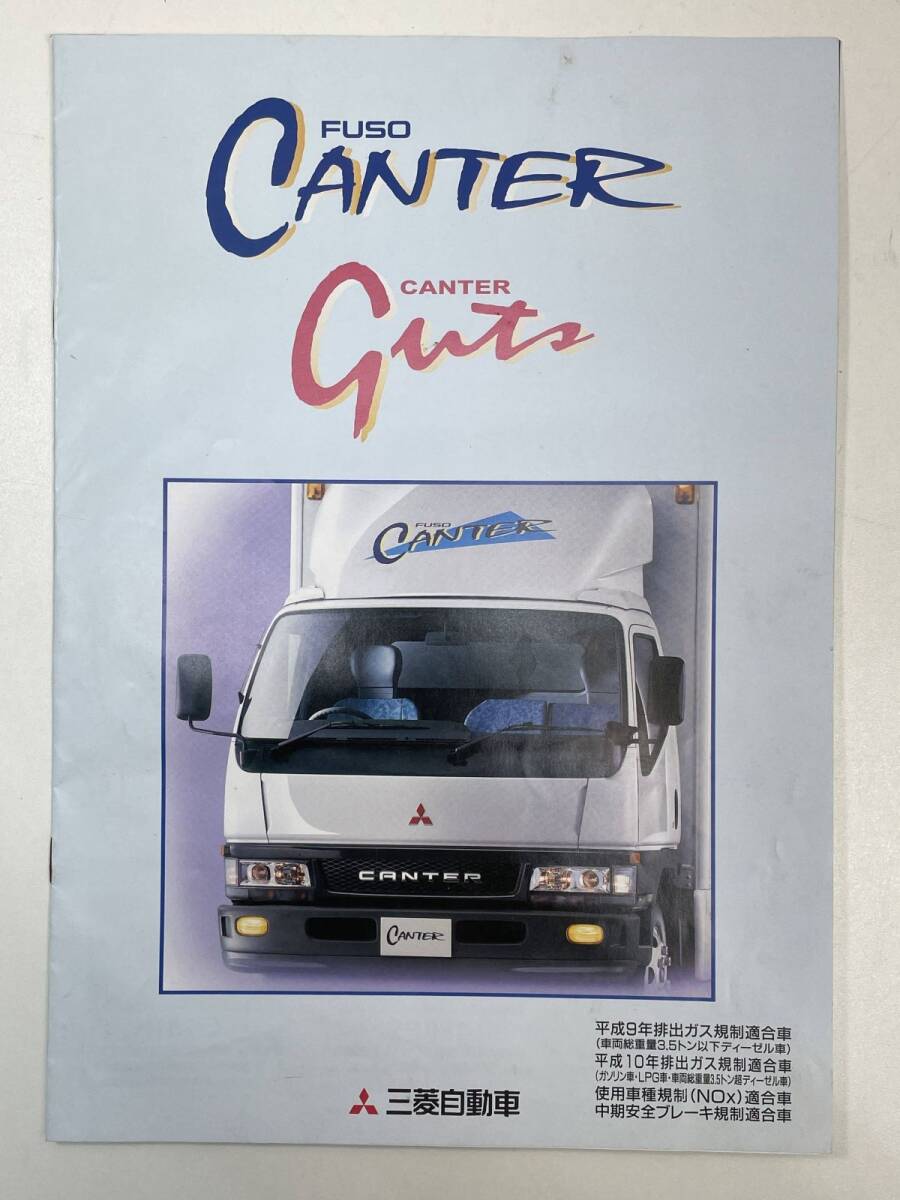 FUSO
CANTER
CANTER
Guts
FUSO
CANTER
CANTER
CANTER
平成9年排出ガス規制適合車
(車両総重量3.5トン以下ディーゼル車)
平成10年排出ガス規制適合車
(ガソリン車・LPG車・車両総重量3.5トン超ディーゼル車)
使用車種規制(NOx)適合車
中期安全ブレーキ規制適合車
三菱自動車